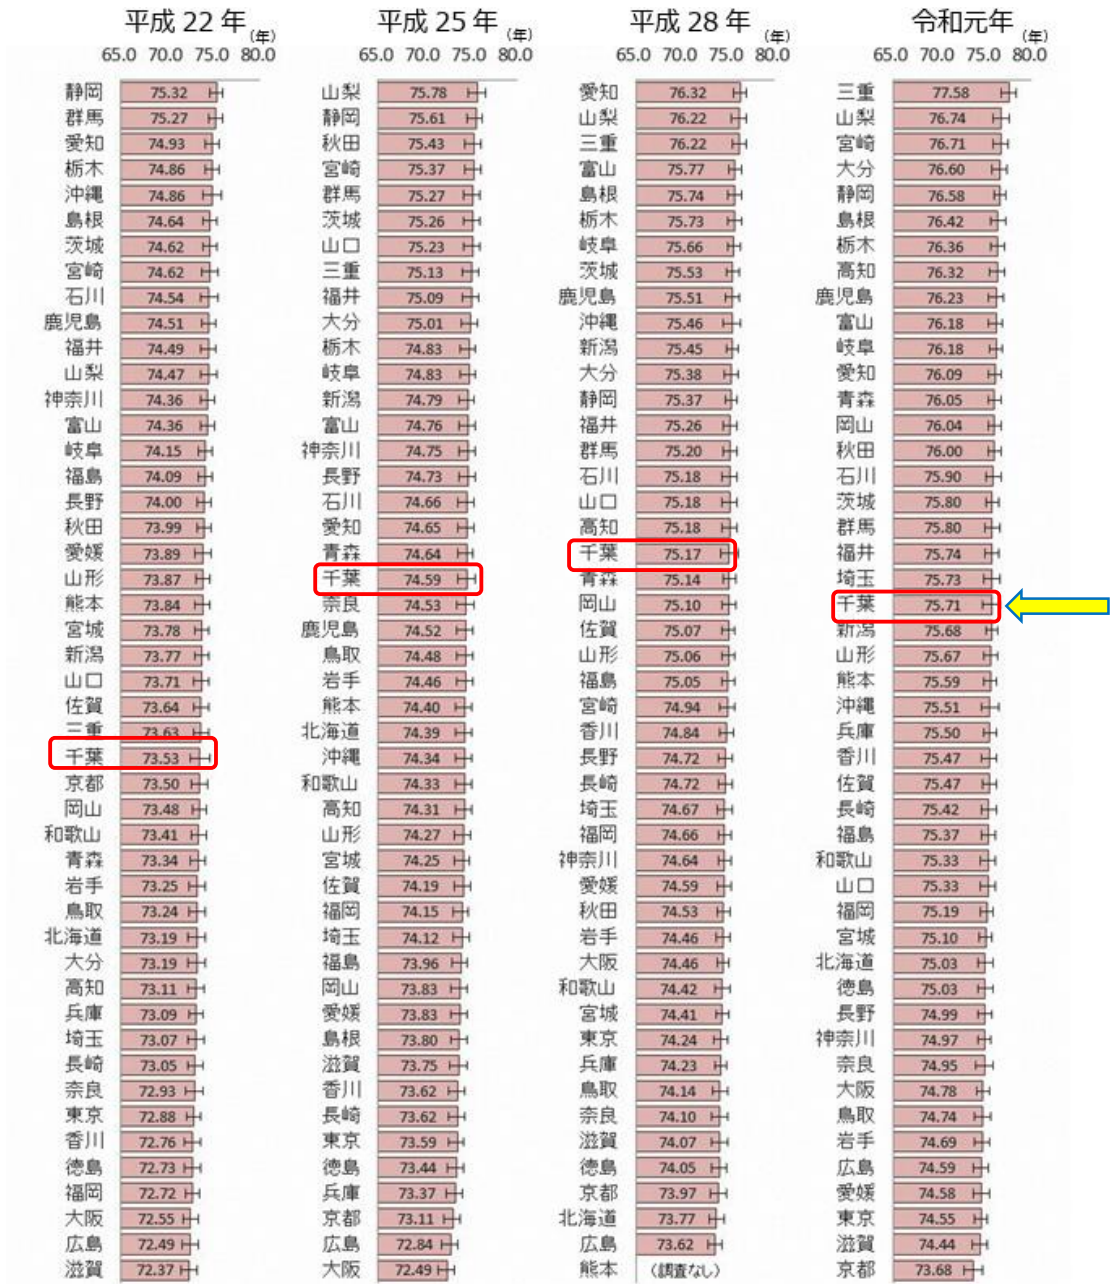 平成 22 年 (年) 平成 25 年 (年) 平成 28 年 (年) 令和元年 (年)
65.0 70.0 75.0 80.0 65.0 70.0 75.0 80.0 65.0 70.0 75.0 80.0 65.0 70.0 75.0 80.0
静岡 75.32 山梨 75.78 愛知 76.32 三重 77.58
群馬 75.27 静岡 75.61 山梨 76.22 山梨 76.74
愛知 74.93 秋田 75.43 三重 76.22 宮崎 76.71
栃木 74.86 宮崎 75.37 富山 75.77 大分 76.60
沖縄 74.86 群馬 75.27 島根 75.74 静岡 76.58
島根 74.64 茨城 75.26 栃木 75.73 島根 76.42
茨城 74.62 山口 75.23 岐阜 75.66 栃木 76.36
宮崎 74.62 三重 75.13 茨城 75.53 高知 76.32
石川 74.54 福井 75.09 鹿児島 75.51 鹿児島 76.23
鹿児島 74.51 大分 75.01 沖縄 75.46 富山 76.18
福井 74.49 栃木 74.83 新潟 75.45 岐阜 76.18
山梨 74.47 岐阜 74.83 大分 75.38 愛知 76.09
神奈川 74.36 新潟 74.79 静岡 75.37 青森 76.05
富山 74.36 富山 74.76 福井 75.26 岡山 76.04
岐阜 74.15 神奈川 74.75 群馬 75.20 秋田 76.00
福島 74.09 長野 74.73 石川 75.18 石川 75.90
長野 74.00 石川 74.66 山口 75.18 茨城 75.80
秋田 73.99 愛知 74.65 高知 75.18 群馬 75.80
愛媛 73.89 青森 74.64 千葉 75.17 福井 75.74
山形 73.87 千葉 74.59 青森 75.14 埼玉 75.73
熊本 73.84 奈良 74.53 岡山 75.10 千葉 75.71
宮城 73.78 鹿児島 74.52 佐賀 75.07 新潟 75.68
新潟 73.77 鳥取 74.48 山形 75.06 山形 75.67
山口 73.71 岩手 74.46 福島 75.05 熊本 75.59
佐賀 73.64 熊本 74.40 宮崎 74.94 沖縄 75.51
三重 73.63 北海道 74.39 香川 74.84 兵庫 75.50
千葉 73.53 沖縄 74.34 長野 74.72 香川 75.47
京都 73.50 和歌山 74.33 長崎 74.72 佐賀 75.47
岡山 73.48 高知 74.31 埼玉 74.67 長崎 75.42
和歌山 73.41 山形 74.27 福岡 74.66 福島 75.37
青森 73.34 宮城 74.25 神奈川 74.64 和歌山 75.33
岩手 73.25 佐賀 74.19 愛媛 74.59 山口 75.33
鳥取 73.24 福岡 74.15 秋田 74.53 福岡 75.19
北海道 73.19 埼玉 74.12 岩手 74.46 宮城 75.10
大分 73.19 福島 73.96 大阪 74.46 北海道 75.03
高知 73.11 岡山 73.83 和歌山 74.42 徳島 75.03
兵庫 73.09 愛媛 73.83 宮城 74.41 長野 74.99
埼玉 73.07 島根 73.80 東京 74.24 神奈川 74.97
長崎 73.05 滋賀 73.75 兵庫 74.23 奈良 74.95
奈良 72.93 香川 73.62 鳥取 74.14 大阪 74.78
東京 72.88 長崎 73.62 奈良 74.10 鳥取 74.74
香川 72.76 東京 73.59 滋賀 74.07 岩手 74.69
徳島 72.73 徳島 73.44 徳島 74.05 広島 74.59
福岡 72.72 兵庫 73.37 京都 73.97 愛媛 74.58
大阪 72.55 京都 73.11 北海道 73.77 東京 74.55
広島 72.49 広島 72.84 広島 73.62 滋賀 74.44
滋賀 72.37 大阪 72.49 熊本 (調査なし) 京都 73.68